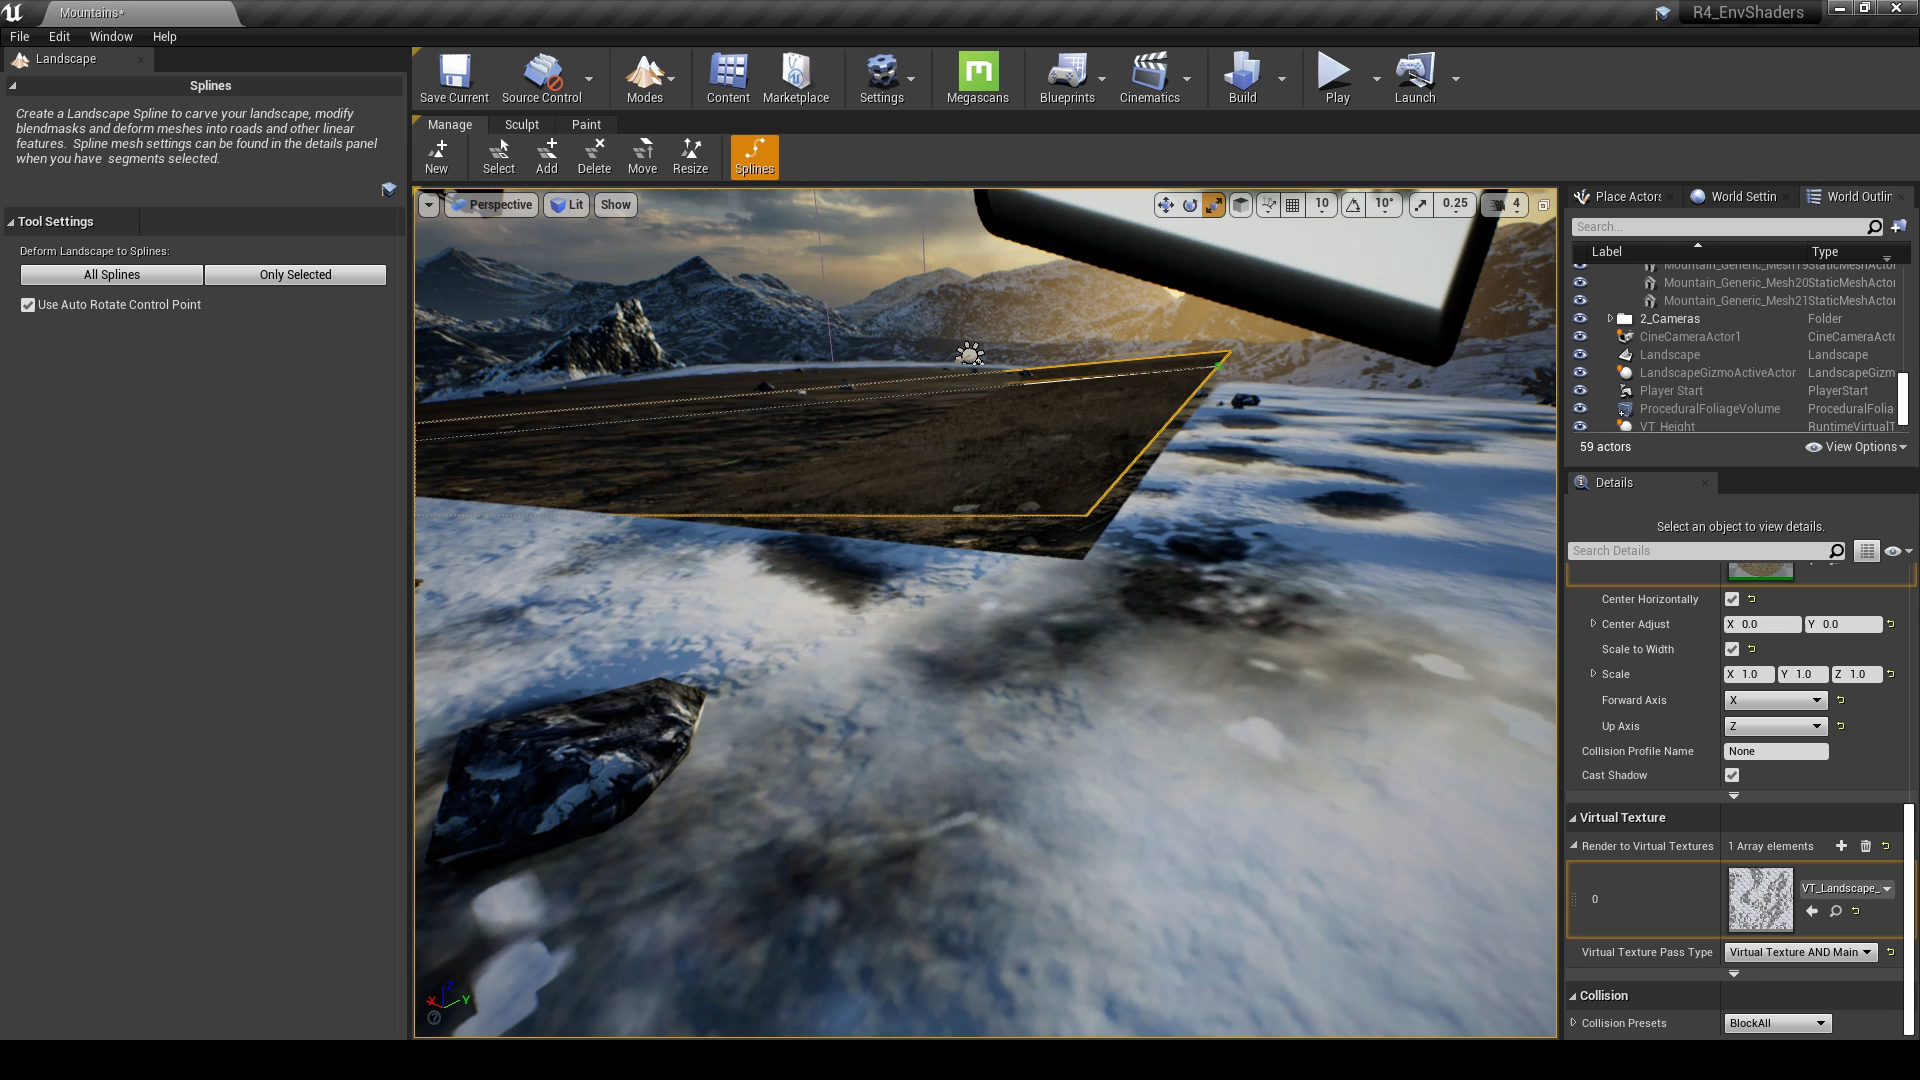 Mountains*
R4_EnvShaders
File Edit Window Help
Landscape
Splines
Create a Landscape Spline to carve your landscape, modify
blendmasks and deform meshes into roads and other linear
features. Spline mesh settings can be found in the details panel
when you have segments selected.
Tool Settings
Deform Landscape to Splines:
All Splines Only Selected
Use Auto Rotate Control Point
Save Current Source Control Modes Content Marketplace Settings Megascans Blueprints Cinematics Build Play Launch
Manage Sculpt Paint
New Select Add Delete Move Resize Splines
Perspective Lit Show
10 10° 0.25 4
X Y Z
Place Actors World Settin World Outlin
Search...
Label Type
Mountain_Generic_Mesh19 StaticMeshActor
Mountain_Generic_Mesh20 StaticMeshActor
Mountain_Generic_Mesh21 StaticMeshActor
2_Cameras Folder
CineCameraActor1 CineCameraActo
Landscape Landscape
LandscapeGizmoActiveActor LandscapeGizm
Player Start PlayerStart
ProceduralFoliageVolume ProceduralFolia
VT_Height RuntimeVirtualT
59 actors View Options
Details
Select an object to view details.
Search Details
Center Horizontally
Center Adjust X 0.0 Y 0.0
Scale to Width
Scale X 1.0 Y 1.0 Z 1.0
Forward Axis X
Up Axis Z
Collision Profile Name None
Cast Shadow
Virtual Texture
Render to Virtual Textures 1 Array elements
0 VT_Landscape_
Virtual Texture Pass Type Virtual Texture AND Main
Collision
Collision Presets BlockAll